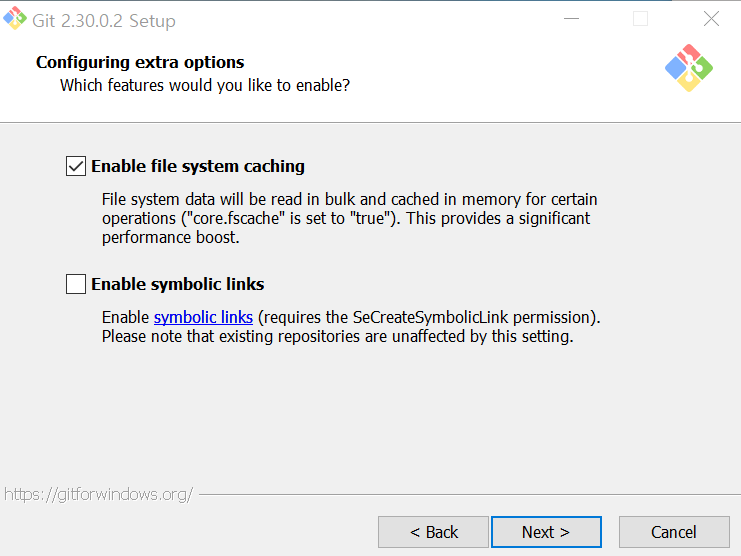 Git 2.30.0.2 Setup
Configuring extra options
Which features would you like to enable?
Enable file system caching
File system data will be read in bulk and cached in memory for certain
operations ("core.fscache" is set to "true"). This provides a significant
performance boost.
Enable symbolic links
Enable symbolic links (requires the SeCreateSymbolicLink permission).
Please note that existing repositories are unaffected by this setting.
https://gitforwindows.org/
< Back
Next >
Cancel